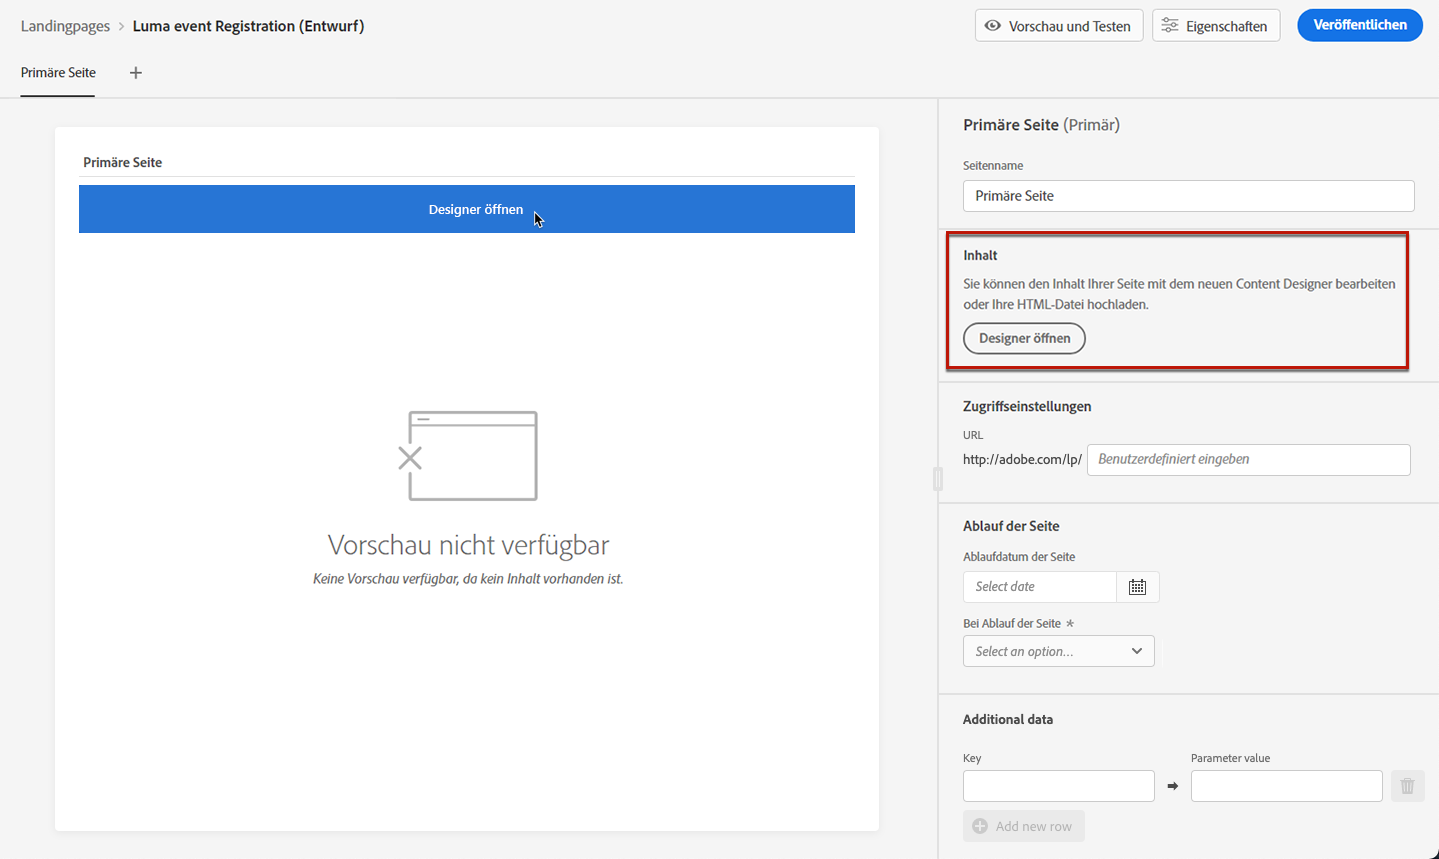 Landingpages > Luma event Registration (Entwurf)
Vorschau und Testen
Eigenschaften
Veröffentlichen
Primäre Seite
Primäre Seite
Designer öffnen
Vorschau nicht verfügbar
Keine Vorschau verfügbar, da kein Inhalt vorhanden ist.
Primäre Seite (Primär)
Seitenname
Primäre Seite
Inhalt
Sie können den Inhalt Ihrer Seite mit dem neuen Content Designer bearbeiten
oder Ihre HTML-Datei hochladen.
Designer öffnen
Zugriffseinstellungen
URL
http://adobe.com/lp/ Benutzerdefiniert eingeben
Ablauf der Seite
Ablaufdatum der Seite
Select date
Bei Ablauf der Seite *
Select an option...
Additional data
Key Parameter value
Add new row